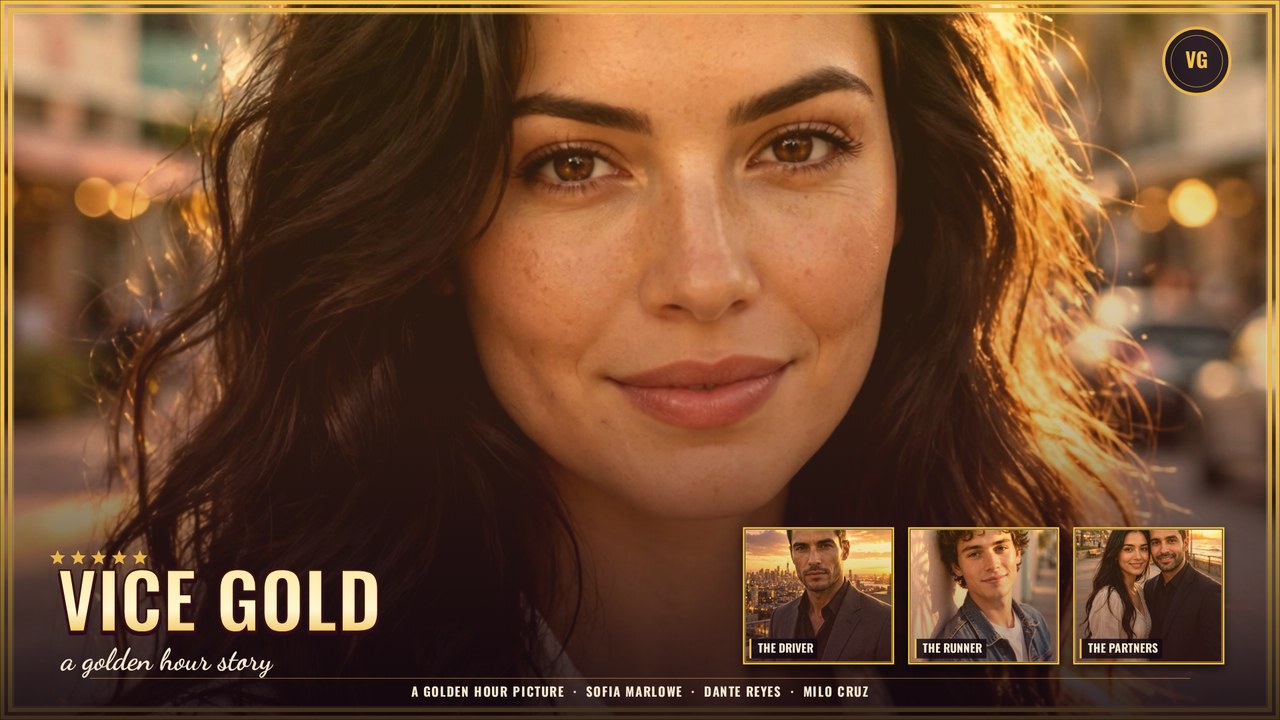 VG
VICE GOLD
a golden hour story
THE DRIVER
THE RUNNER
THE PARTNERS
A GOLDEN HOUR PICTURE · SOFIA MARLOWE · DANTE REYES · MILO CRUZ